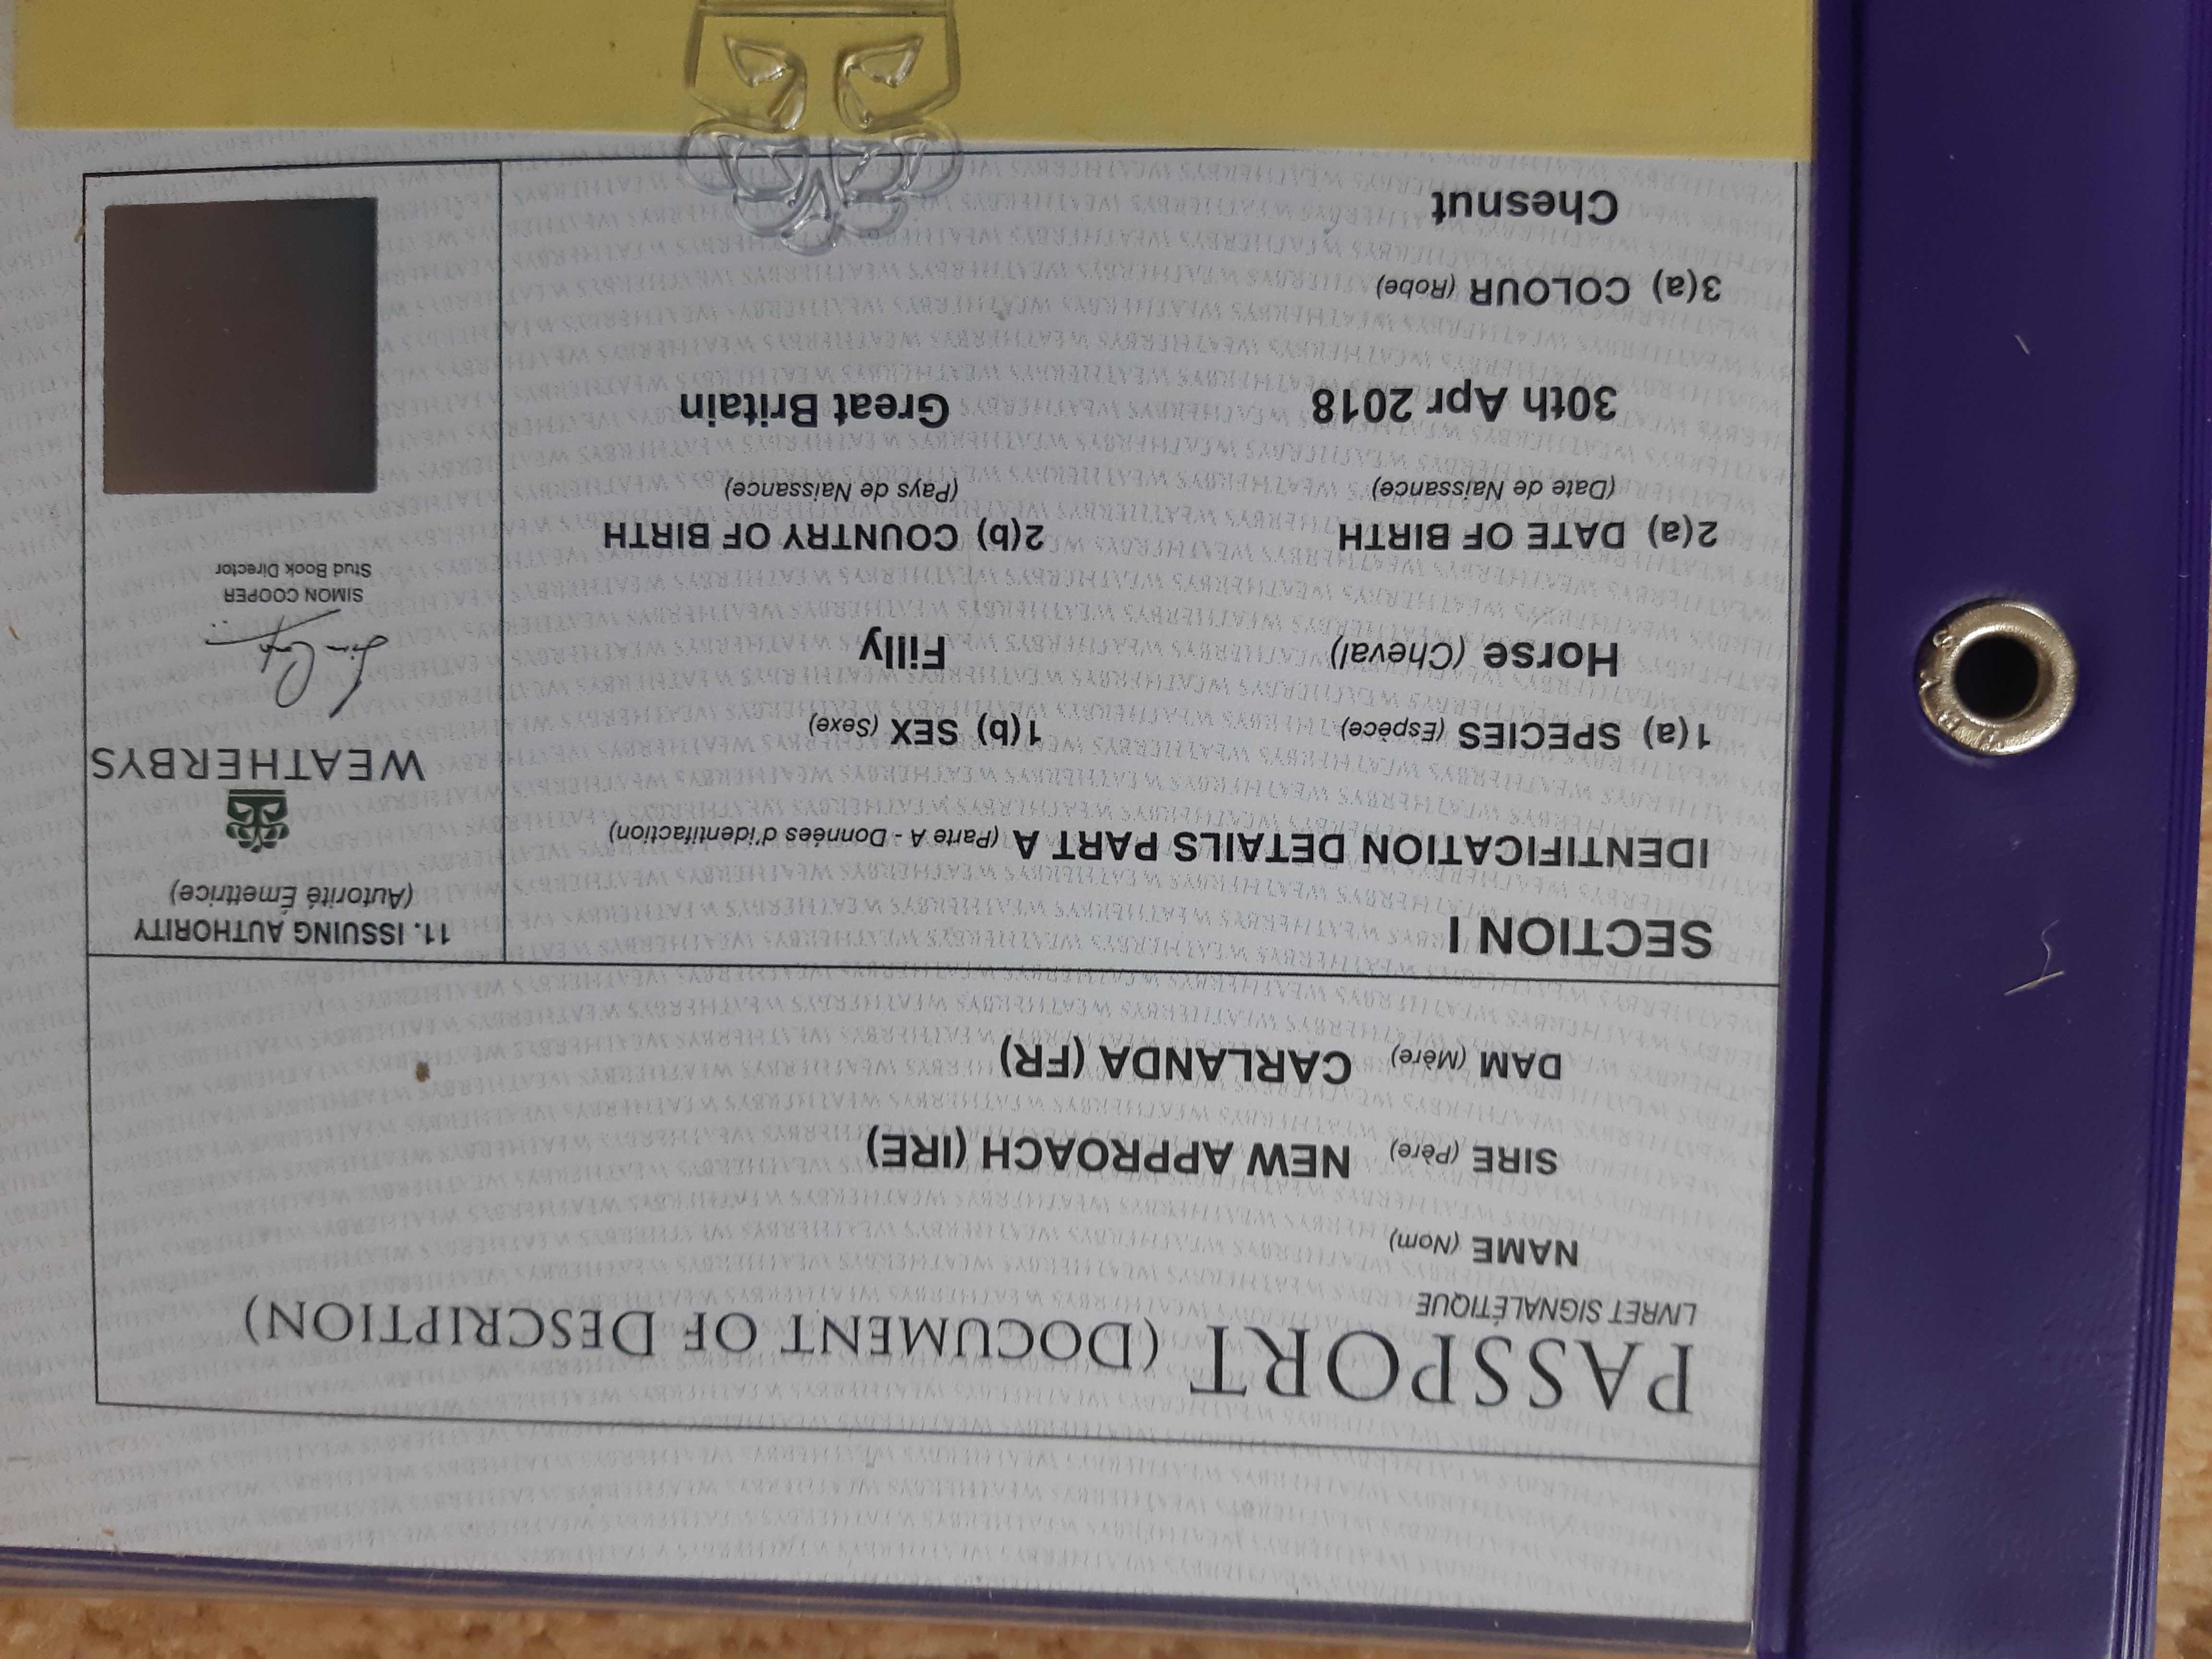 PASSPORT (DOCUMENT OF DESCRIPTION)
LIVRET SIGNALÉTIQUE
NAME (Nom)
SIRE (Père) NEW APPROACH (IRE)
DAM (Mère) CARLANDA (FR)
SECTION I
IDENTIFICATION DETAILS PART A (Parte A - Données d'identifaction)
1(a) SPECIES (Espèce) 1(b) SEX (Sexe)
Horse (Cheval) Filly
2(a) DATE OF BIRTH 2(b) COUNTRY OF BIRTH
(Date de Naissance) (Pays de Naissance)
30th Apr 2018 Great Britain
3(a) COLOUR (Robe)
Chesnut
11. ISSUING AUTHORITY
(Autorité Émettrice)
WEATHERBYS
SIMON COOPER
Stud Book Director